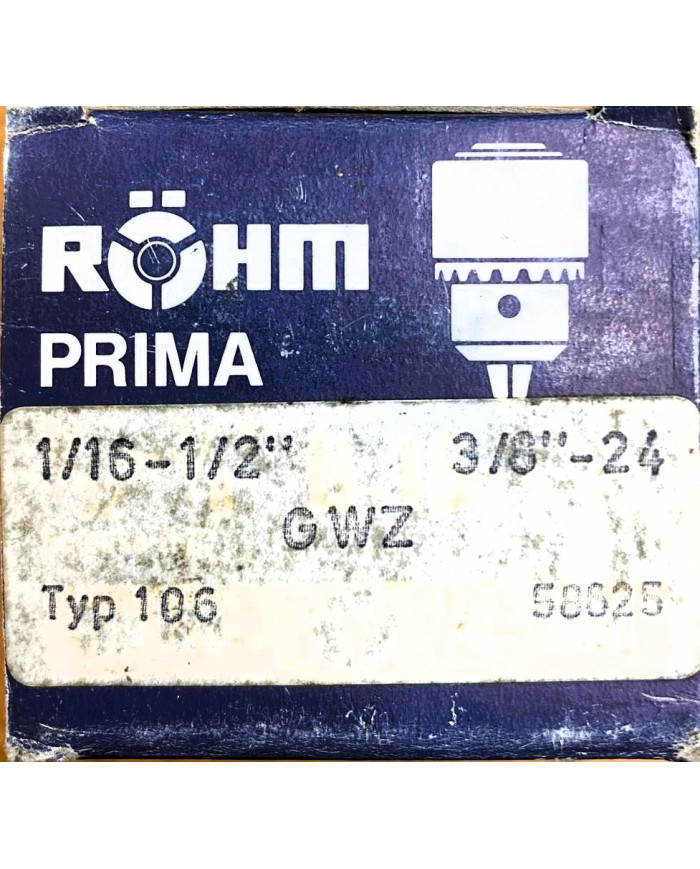 RÖHM
PRIMA
1/16-1/2" 3/8"-24
GWZ
Typ 106 58625